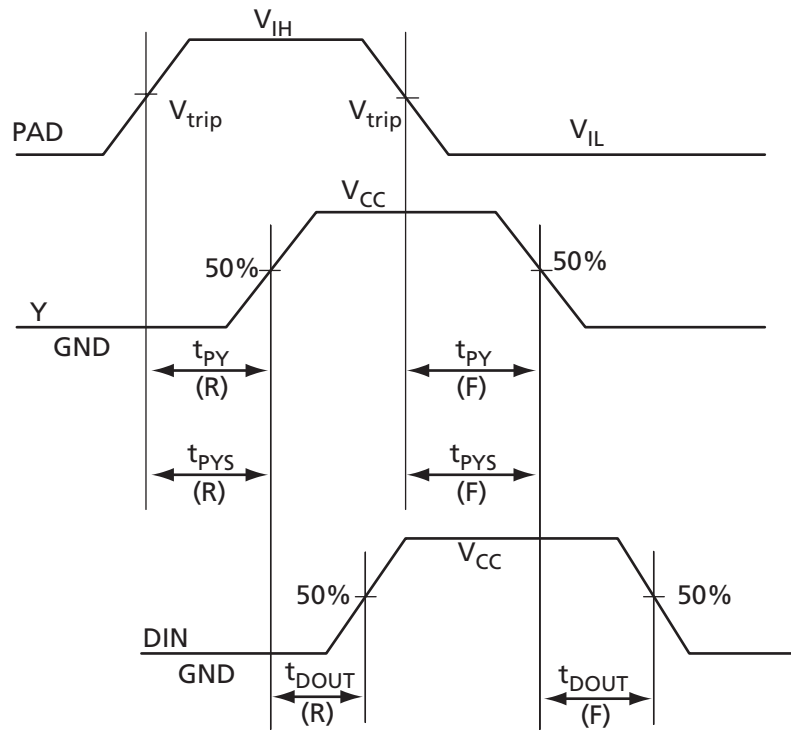 V_IH
V_trip
V_trip
PAD
V_IL
V_CC
50%
50%
Y
GND
t_PY
(R)
t_PY
(F)
t_PYS
(R)
t_PYS
(F)
V_CC
50%
50%
DIN
GND
t_DOUT
(R)
t_DOUT
(F)